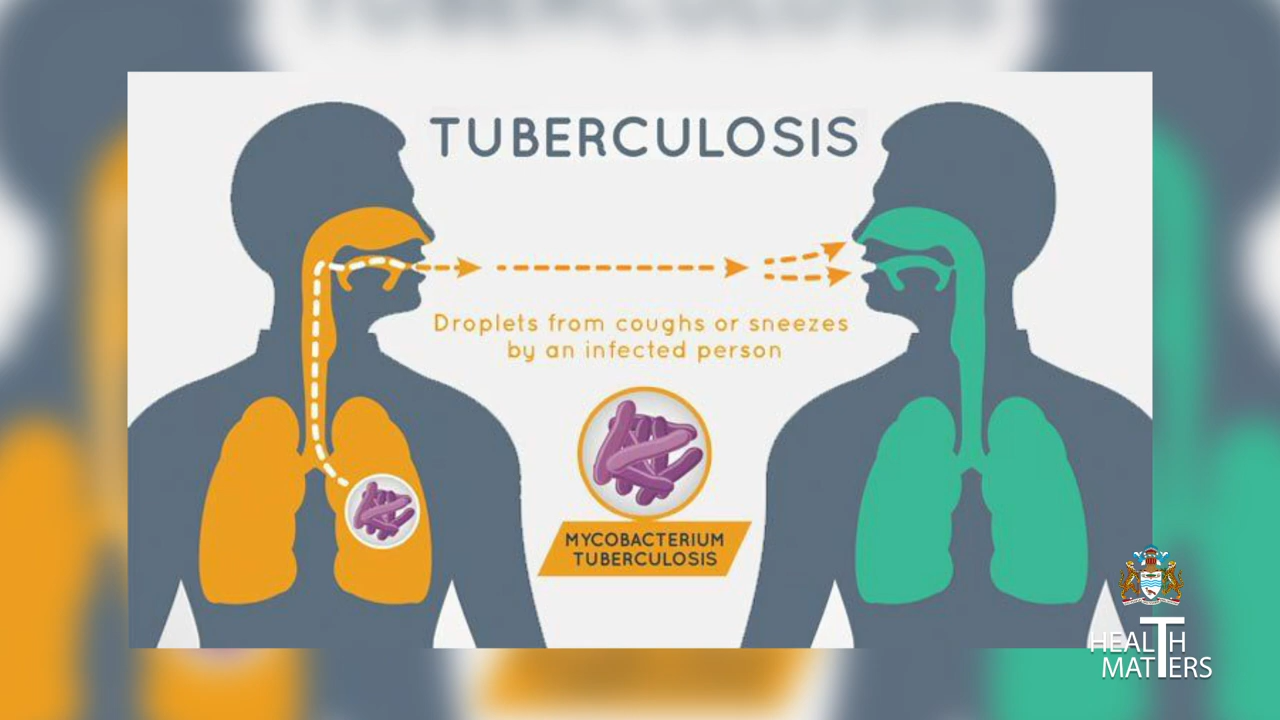 TUBERCULOSIS
Droplets from coughs or sneezes
by an infected person
MYCOBACTERIUM
TUBERCULOSIS
HEALTH
MATTERS